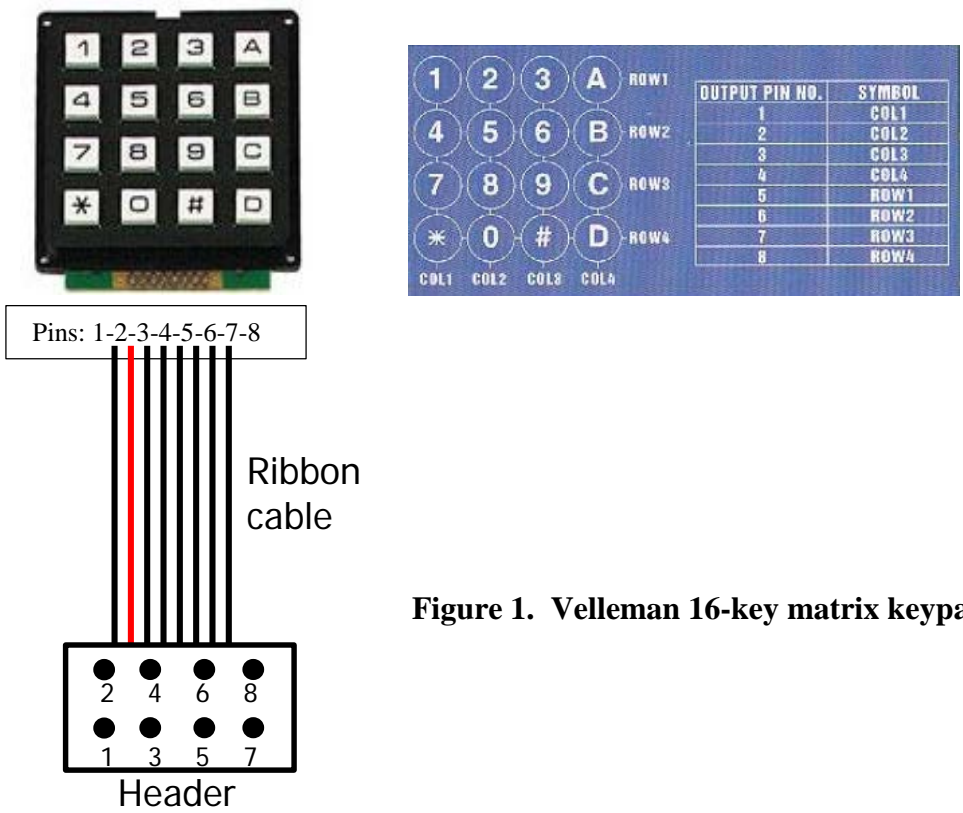 1 2 3 A
4 5 6 B
7 8 9 C
* 0 # D
1 2 3 A ROW1
4 5 6 B ROW2
7 8 9 C ROW3
* 0 # D ROW4
COL1 COL2 COL3 COL4
OUTPUT PIN NO. SYMBOL
1 COL1
2 COL2
3 COL3
4 COL4
5 ROW1
6 ROW2
7 ROW3
8 ROW4
Pins: 1-2-3-4-5-6-7-8
Ribbon
cable
Figure 1. Velleman 16-key matrix keypa
2 4 6 8
1 3 5 7
Header